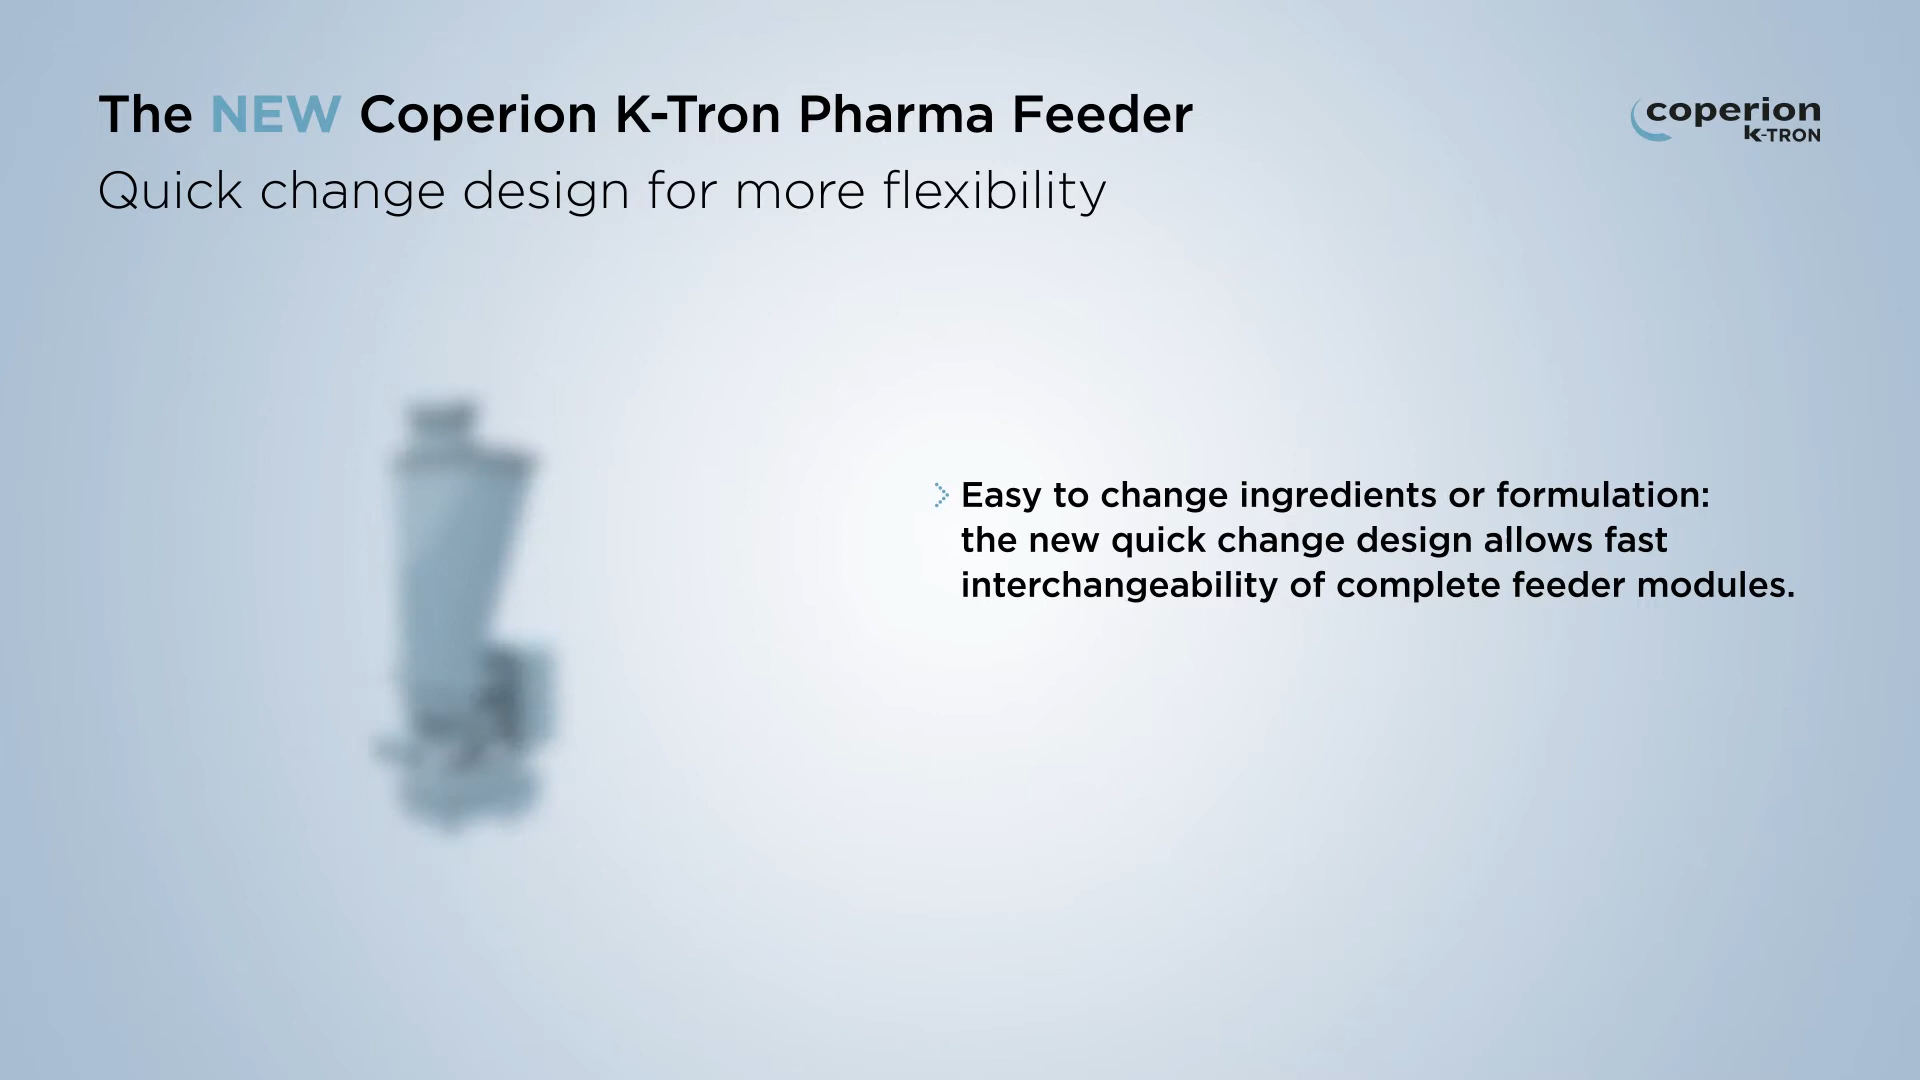 The NEW Coperion K-Tron Pharma Feeder
Quick change design for more flexibility
coperion
K-TRON
Easy to change ingredients or formulation:
the new quick change design allows fast
interchangeability of complete feeder modules.